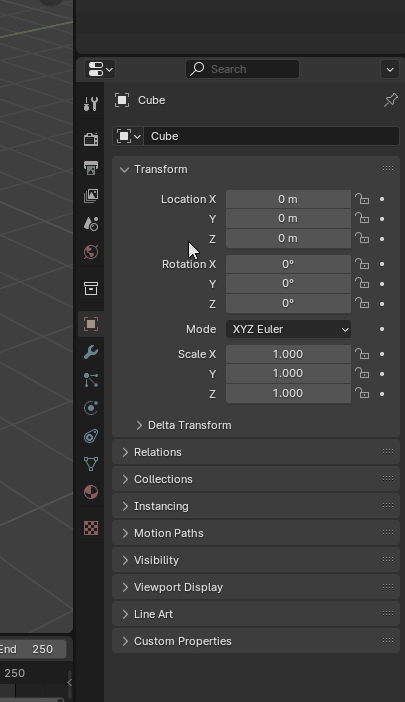 Search
Cube
Cube
Transform
Location X 0 m
Y 0 m
Z 0 m
Rotation X 0°
Y 0°
Z 0°
Mode XYZ Euler
Scale X 1.000
Y 1.000
Z 1.000
Delta Transform
Relations
Collections
Instancing
Motion Paths
Visibility
Viewport Display
Line Art
Custom Properties
End 250
250